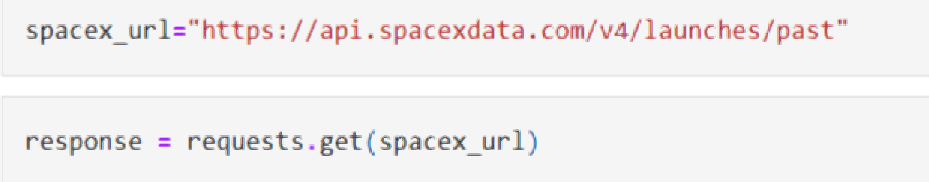 spacex_url="https://api.spacexdata.com/v4/launches/past"
response = requests.get(spacex_url)